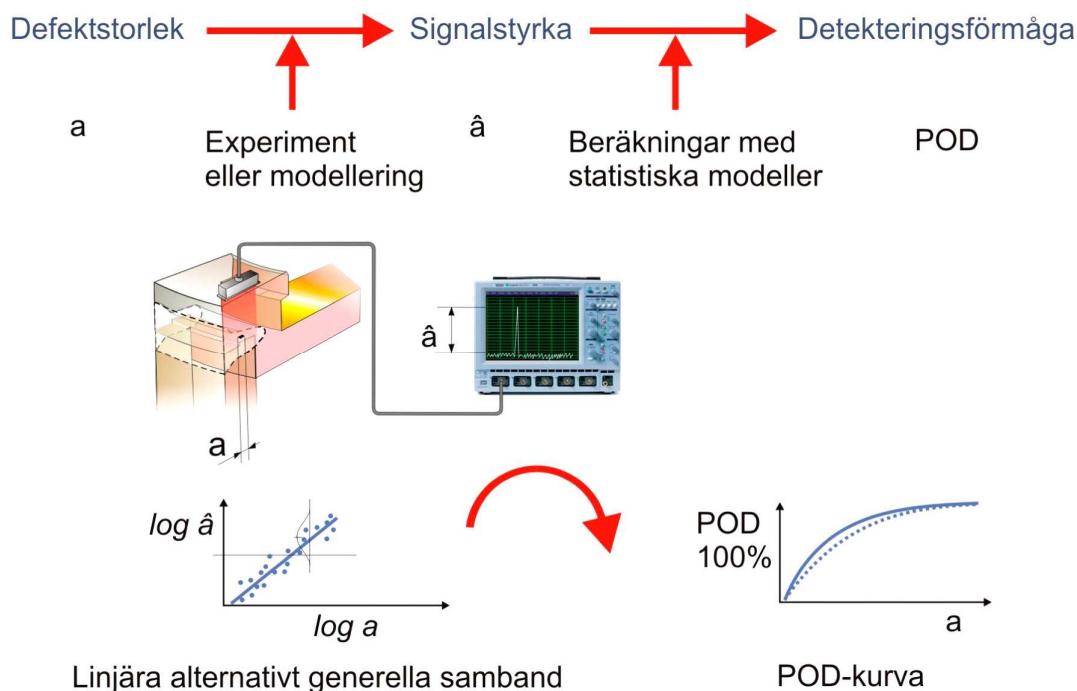 Defektstorlek
Signalstyrka
Detekteringsförmåga
a
Experiment
eller modellering
â
Beräkningar med
statistiska modeller
POD
â
a
log â
log a
POD
100%
a
Linjära alternativt generella samband
POD-kurva